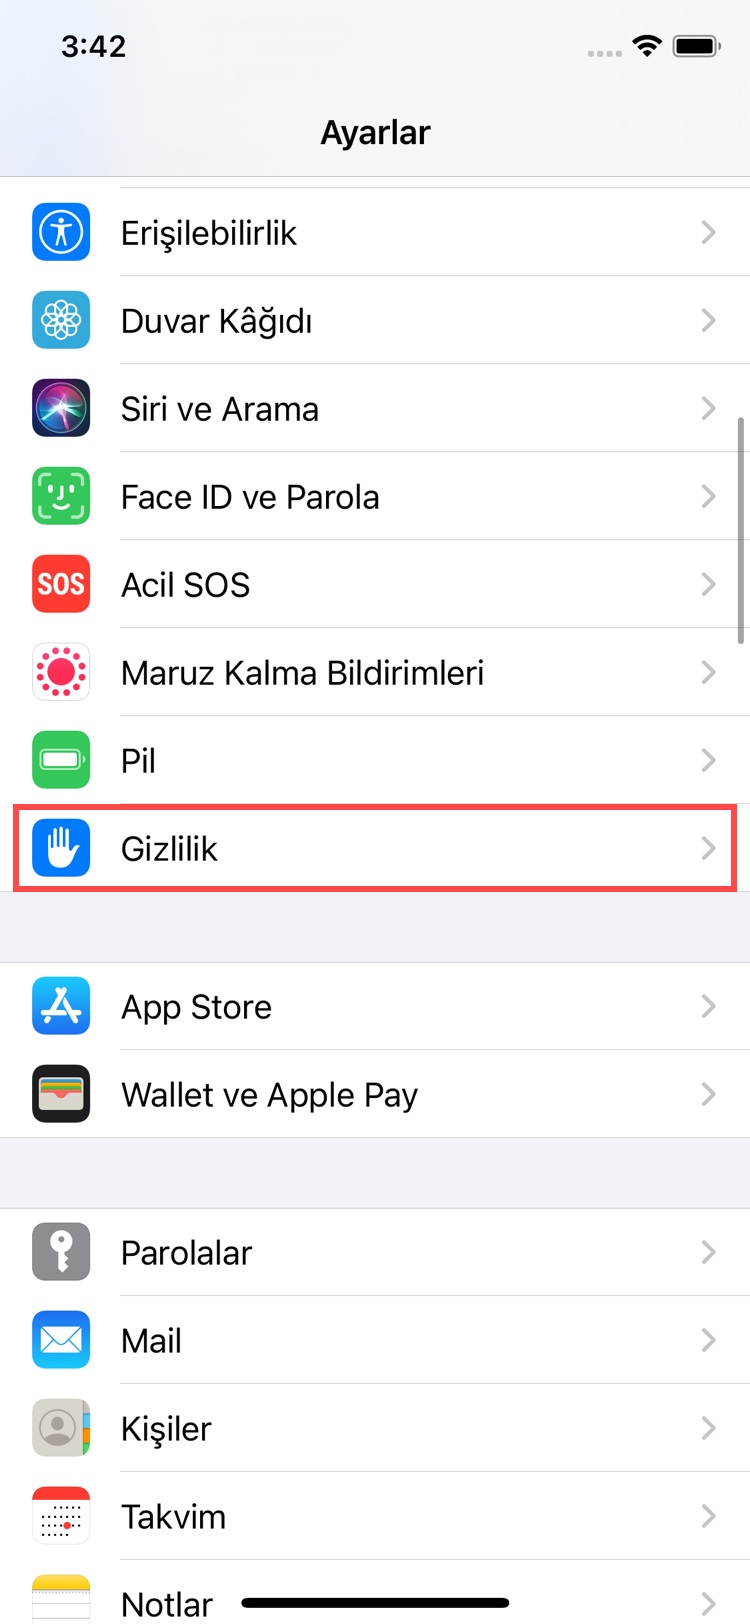 3:42
Ayarlar
Erişilebilirlik
Duvar Kâğıdı
Siri ve Arama
Face ID ve Parola
SOS
Acil SOS
Maruz Kalma Bildirimleri
Pil
Gizlilik
App Store
Wallet ve Apple Pay
Parolalar
Mail
Kişiler
Takvim
Notlar